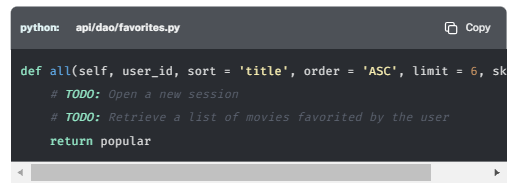 python: api/dao/favorites.py Copy
def all(self, user_id, sort = 'title', order = 'ASC', limit = 6, sk
# TODO: Open a new session
# TODO: Retrieve a list of movies favorited by the user
return popular